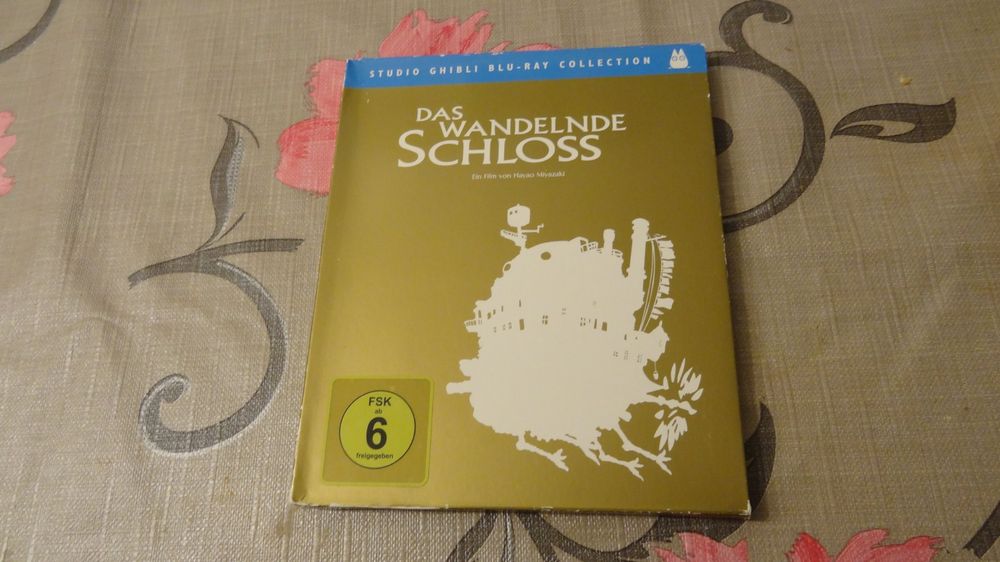 STUDIO GHIBLI BLU-RAY COLLECTION
DAS
WANDELNDE
SCHLOSS
Ein Film von Hayao Miyazaki
FSK
ab
6
freigegeben